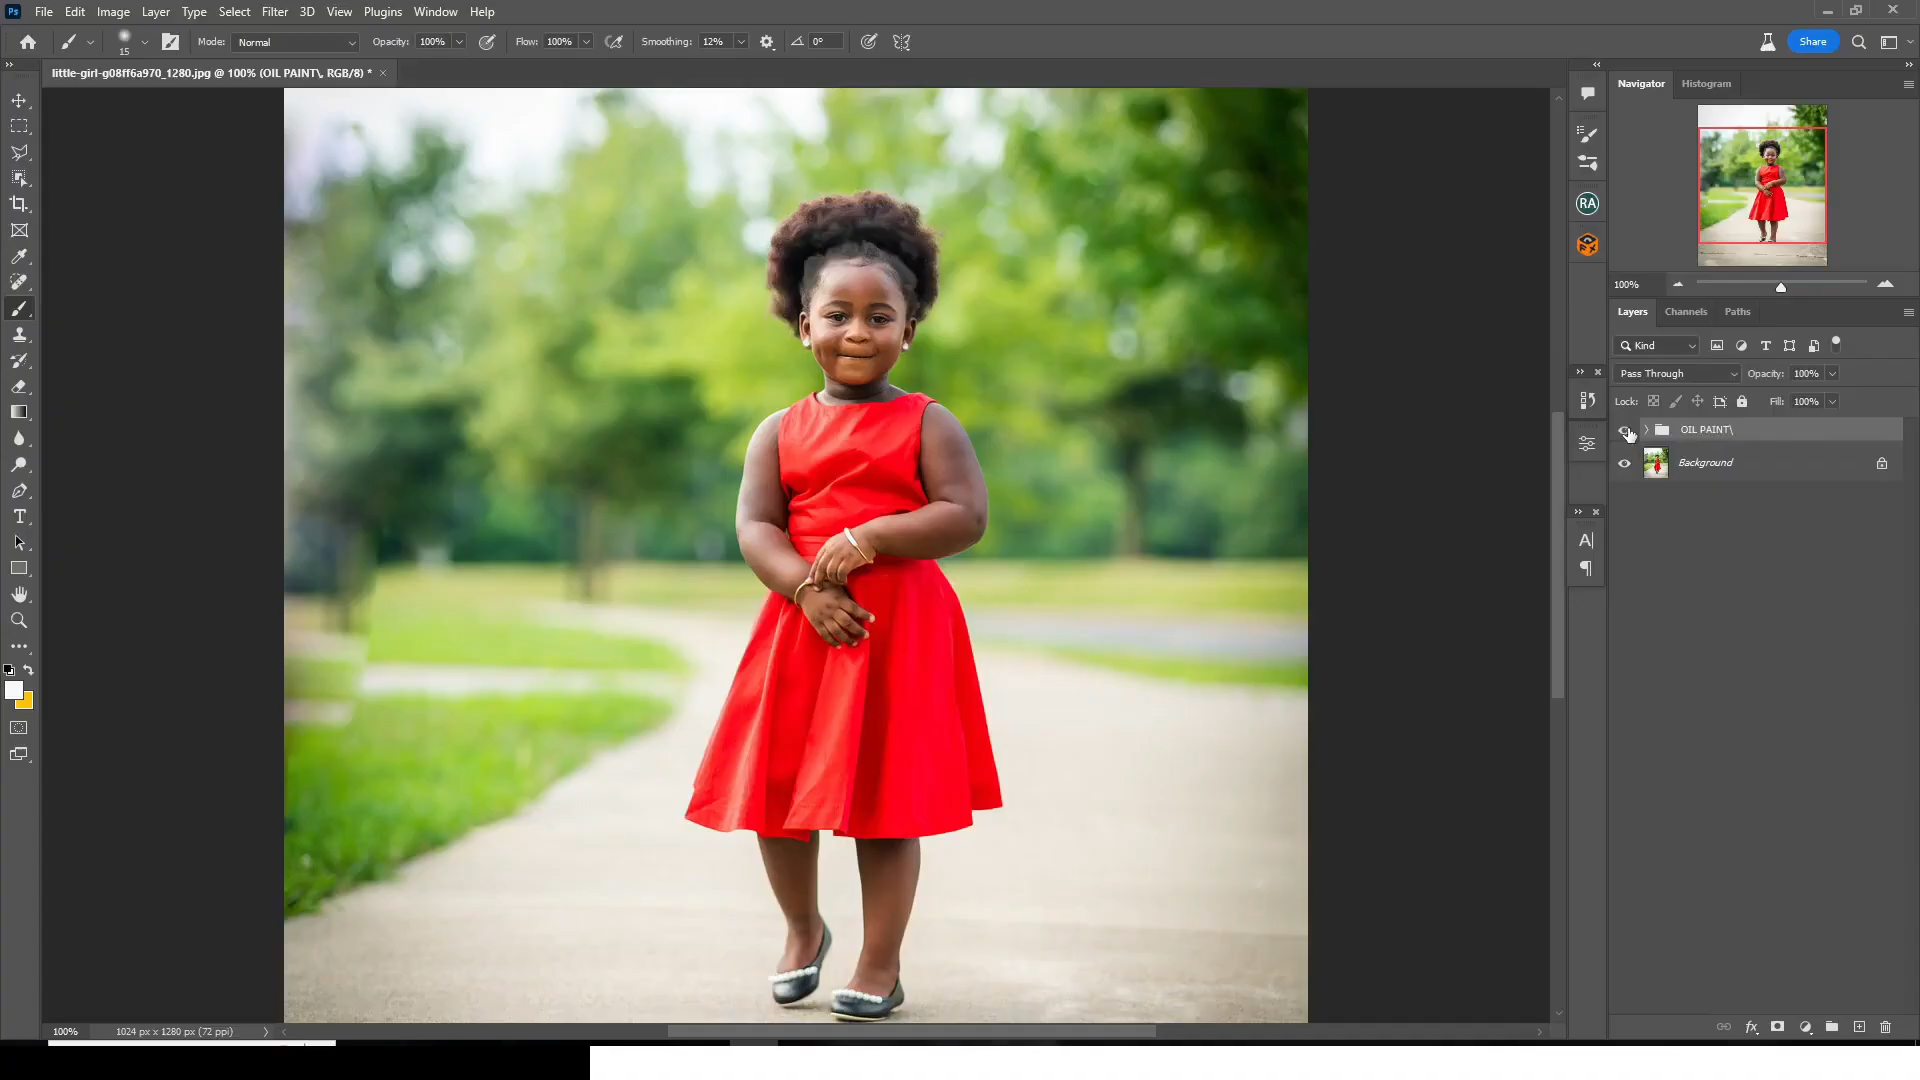 Ps File Edit Image Layer Type Select Filter 3D View Plugins Window Help
15 Mode: Normal Opacity: 100% Flow: 100% Smoothing: 12% 0° Share
little-girl-g08ff6a970_1280.jpg @ 100% (OIL PAINT\, RGB/8) *
Navigator Histogram
RA
100%
Layers Channels Paths
Kind
Pass Through Opacity: 100%
Lock: Fill: 100%
OIL PAINT\
Background
100% 1024 px x 1280 px (72 ppi)